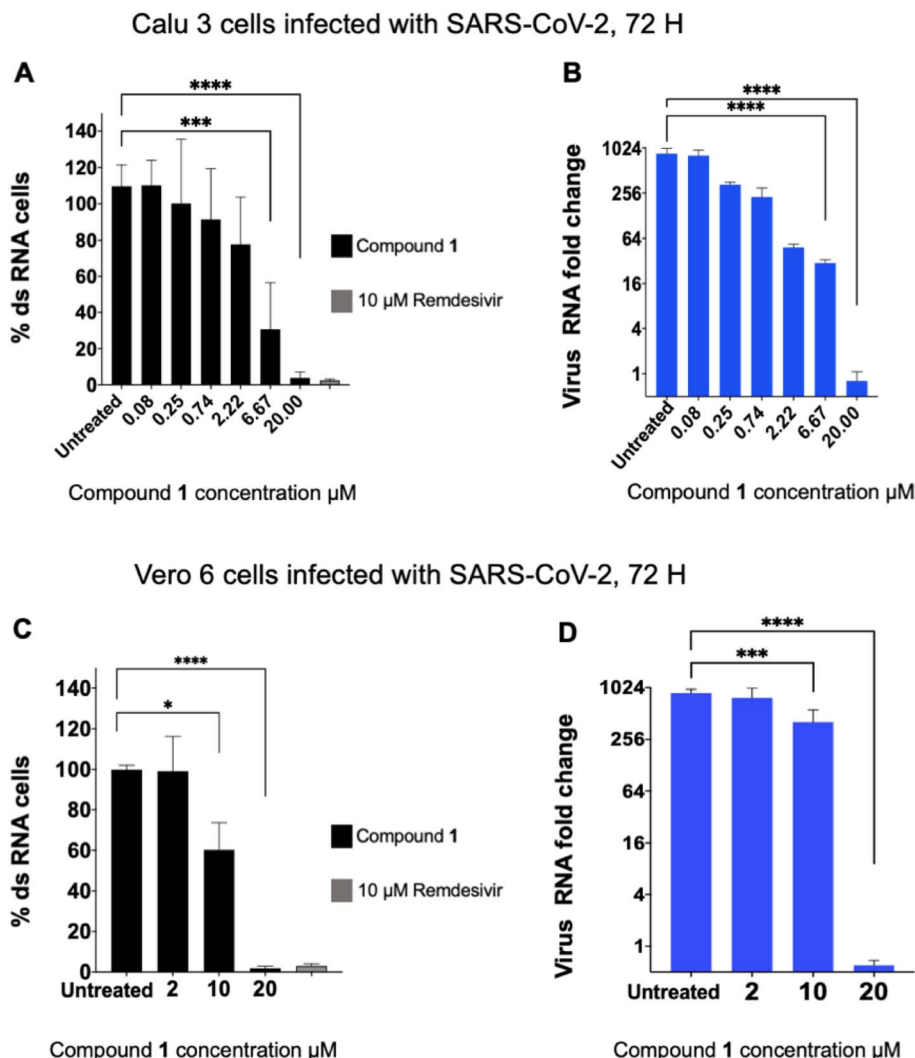 Calu 3 cells infected with SARS-CoV-2, 72 H
A
****
***
% ds RNA cells
140
120
100
80
60
40
20
0
Untreated 0.08 0.25 0.74 2.22 6.67 20.00
Compound 1 concentration µM
Compound 1
10 µM Remdesivir
B
****
****
Virus RNA fold change
1024
256
64
16
4
1
Untreated 0.08 0.25 0.74 2.22 6.67 20.00
Compound 1 concentration µM
Vero 6 cells infected with SARS-CoV-2, 72 H
C
****
*
% ds RNA cells
140
120
100
80
60
40
20
0
Untreated 2 10 20
Compound 1 concentration µM
Compound 1
10 µM Remdesivir
D
****
***
Virus RNA fold change
1024
256
64
16
4
1
Untreated 2 10 20
Compound 1 concentration µM